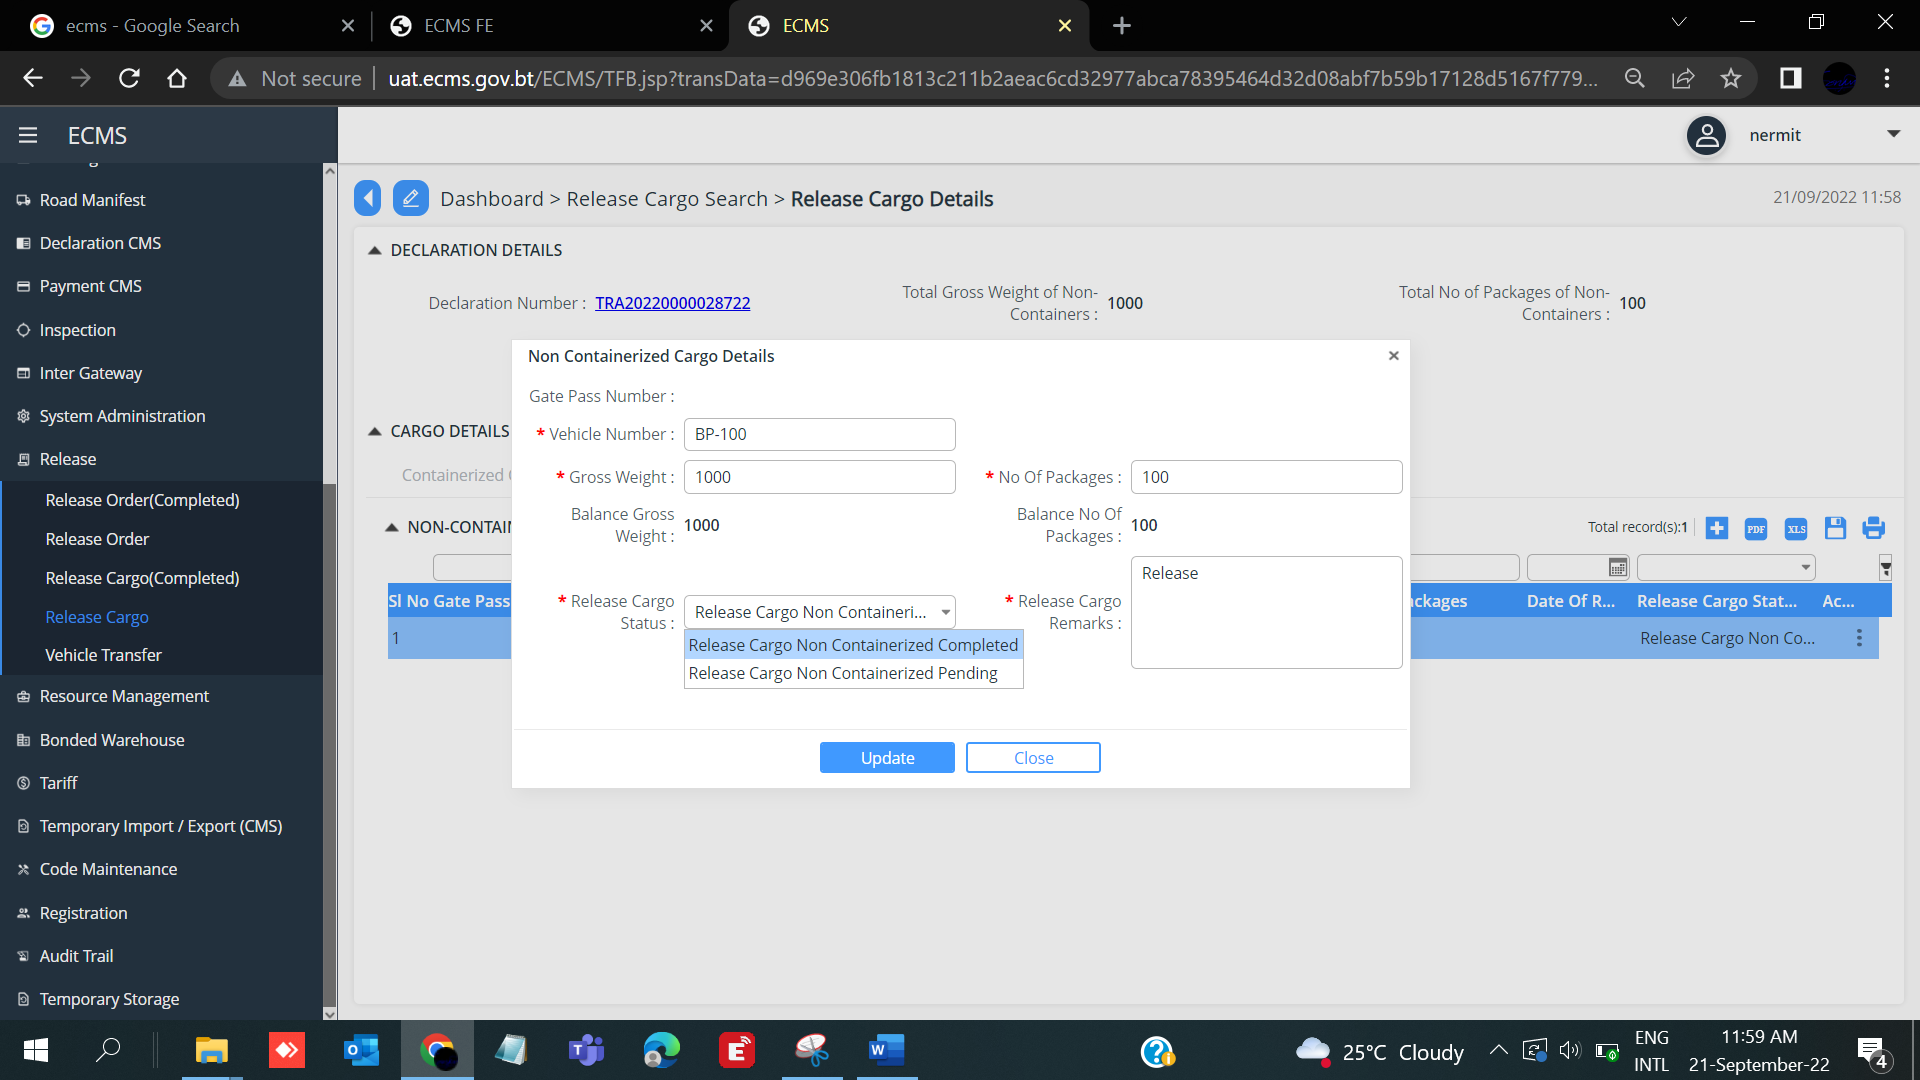 ecms - Google Search
ECMS FE
ECMS
Not secure
uat.ecms.gov.bt/ECMS/TFB.jsp?transData=d969e306fb1813c211b2aeac6cd32977abca78395464d32d08abf7b59b17128d5167f779...
ECMS
nermit
Road Manifest
Declaration CMS
Payment CMS
Inspection
Inter Gateway
System Administration
Release
Release Order(Completed)
Release Order
Release Cargo(Completed)
Release Cargo
Vehicle Transfer
Resource Management
Bonded Warehouse
Tariff
Temporary Import / Export (CMS)
Code Maintenance
Registration
Audit Trail
Temporary Storage
Dashboard > Release Cargo Search > Release Cargo Details
21/09/2022 11:58
DECLARATION DETAILS
Declaration Number : TRA20220000028722
Total Gross Weight of Non-
Containers : 1000
Total No of Packages of Non-
Containers : 100
CARGO DETAILS
Containerized
NON-CONTAI
Total record(s):1
PDF
XLS
Sl No Gate Pass
ckages
Date Of R...
Release Cargo Stat...
Ac...
1
Release Cargo Non Co...
Non Containerized Cargo Details
×
Gate Pass Number :
* Vehicle Number : BP-100
* Gross Weight : 1000
* No Of Packages : 100
Balance Gross
Weight : 1000
Balance No Of
Packages : 100
* Release Cargo
Status : Release Cargo Non Containeri...
Release Cargo Non Containerized Completed
Release Cargo Non Containerized Pending
* Release Cargo
Remarks :
Release
Update
Close
25°C Cloudy
ENG
INTL
11:59 AM
21-September-22
4